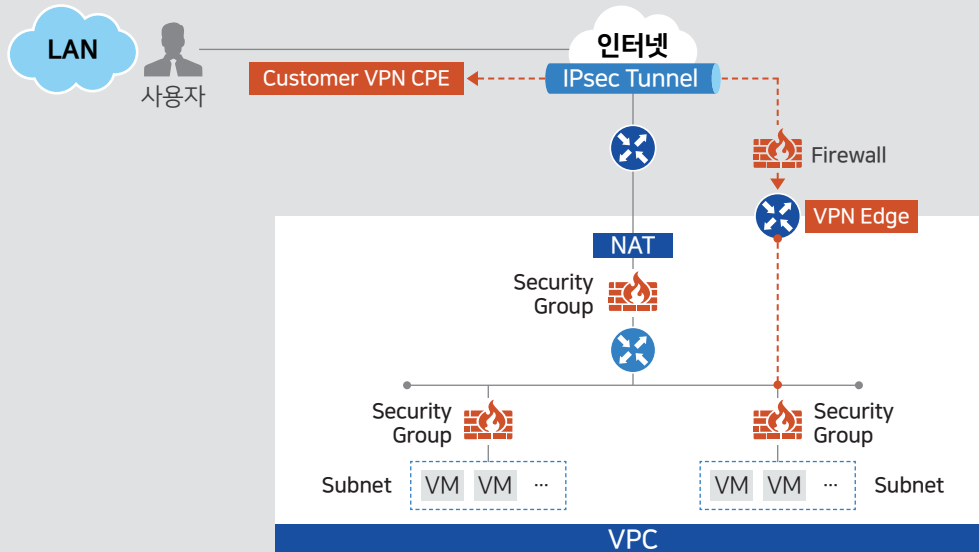 LAN
사용자
인터넷
Customer VPN CPE
IPsec Tunnel
Firewall
VPN Edge
NAT
Security
Group
Security
Group
Security
Group
Subnet
VM
VM
...
VM
VM
...
Subnet
VPC